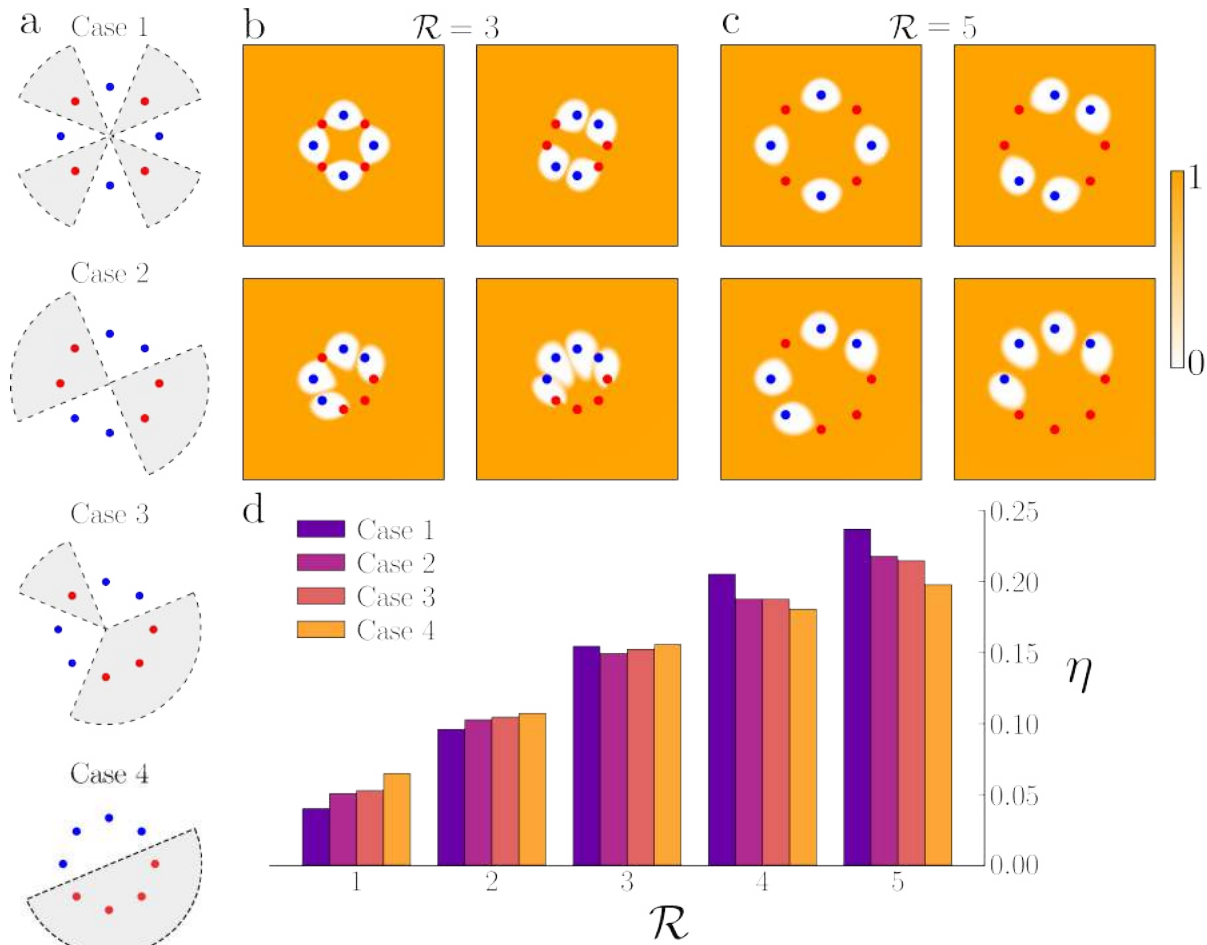 a
Case 1
Case 2
Case 3
Case 4
b
ℛ = 3
c
ℛ = 5
1
0
d
Case 1
Case 2
Case 3
Case 4
0.25
0.20
0.15
0.10
0.05
0.00
η
1 2 3 4 5
ℛ